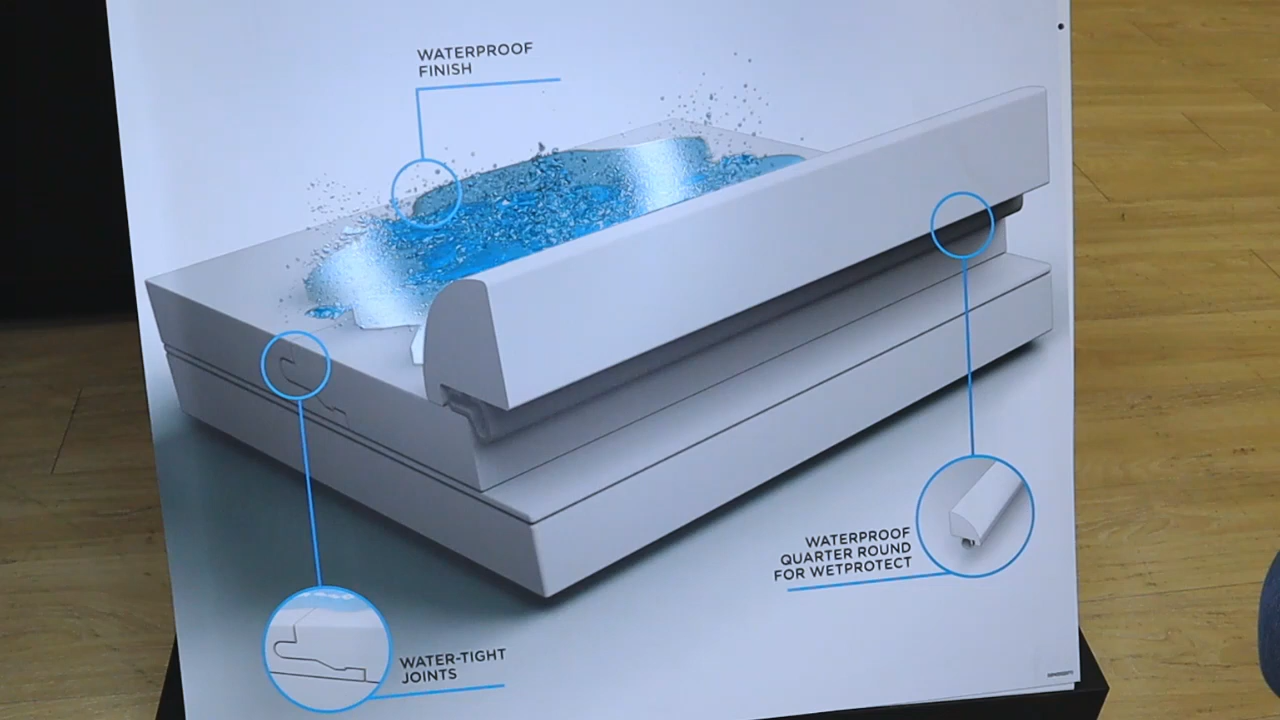 WATERPROOF
FINISH
WATERPROOF
QUARTER ROUND
FOR WETPROTECT
WATER-TIGHT
JOINTS